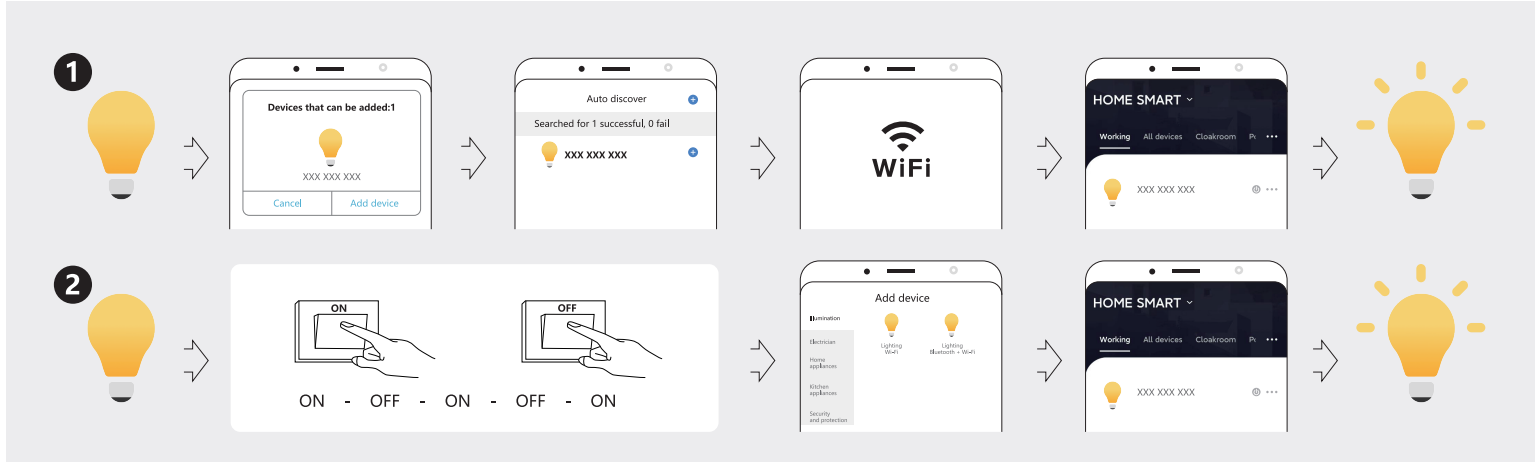 1
Devices that can be added:1
XXX XXX XXX
Cancel
Add device
Auto discover
Searched for 1 successful, 0 fail
XXX XXX XXX
WiFi
HOME SMART
Working All devices Cloakroom Po
XXX XXX XXX
2
ON
OFF
ON - OFF - ON - OFF - ON
Add device
Illumination
Electrician
Home
appliances
Kitchen
appliances
Security
and protection
Lighting
Wi-Fi
Lighting
Bluetooth + Wi-Fi
HOME SMART
Working All devices Cloakroom Po
XXX XXX XXX